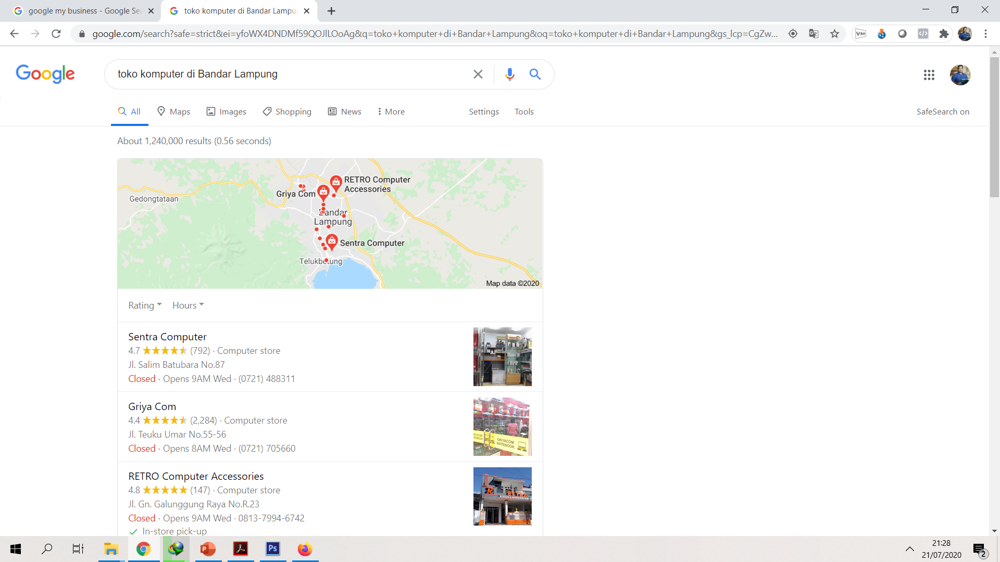 google my business - Google Sea
toko komputer di Bandar Lampu
google.com/search?safe=strict&ei=yfoWX4DNDMf59QOJlLOoAg&q=toko+komputer+di+Bandar+Lampung&oq=toko+komputer+di+Bandar+Lampung&gs_lcp=CgZw...
VM
Google
toko komputer di Bandar Lampung
All
Maps
Images
Shopping
News
More
Settings
Tools
SafeSearch on
About 1,240,000 results (0.56 seconds)
RETRO Computer
Accessories
Griya Com
Gedongtataan
Bandar
Lampung
Sentra Computer
Telukbetung
Map data ©2020
Rating
Hours
Sentra Computer
4.7 (792) · Computer store
Jl. Salim Batubara No.87
Closed · Opens 9AM Wed · (0721) 488311
Griya Com
4.4 (2,284) · Computer store
Jl. Teuku Umar No.55-56
Closed · Opens 8AM Wed · (0721) 705660
GRIYACOM
NOTEBOOK
RETRO Computer Accessories
4.8 (147) · Computer store
Jl. Gn. Galunggung Raya No.R.23
Closed · Opens 9AM Wed · 0813-7994-6742
In-store pick-up
Ps
21:28
21/07/2020
2